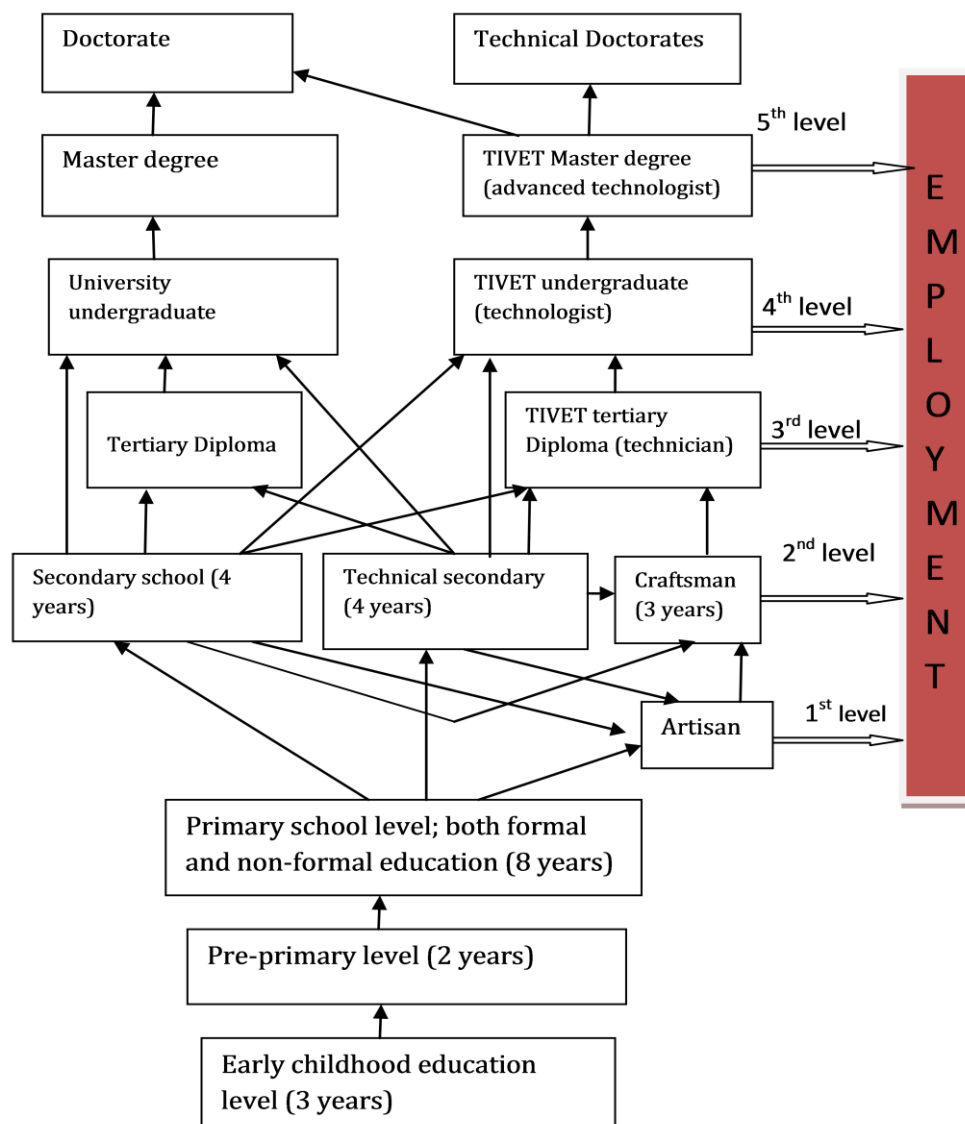 Doctorate
Technical Doctorates
5th level
Master degree
TIVET Master degree
(advanced technologist)
University
undergraduate
TIVET undergraduate
(technologist)
4th level
Tertiary Diploma
TIVET tertiary
Diploma (technician)
3rd level
Secondary school (4
years)
Technical secondary
(4 years)
Craftsman
(3 years)
2nd level
Artisan
1st level
Primary school level; both formal
and non-formal education (8 years)
Pre-primary level (2 years)
Early childhood education
level (3 years)
E
M
P
L
O
Y
M
E
N
T